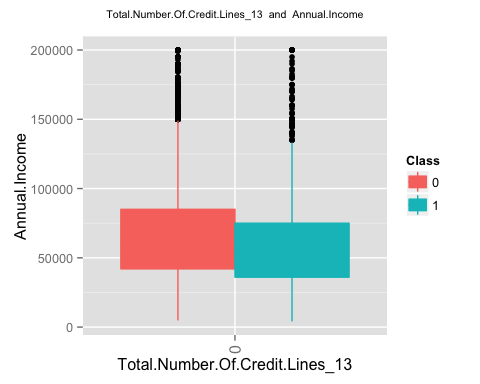 Total.Number.Of.Credit.Lines_13 and Annual.Income
200000
150000
100000
50000
0
Annual.Income
0
Total.Number.Of.Credit.Lines_13
Class
0
1